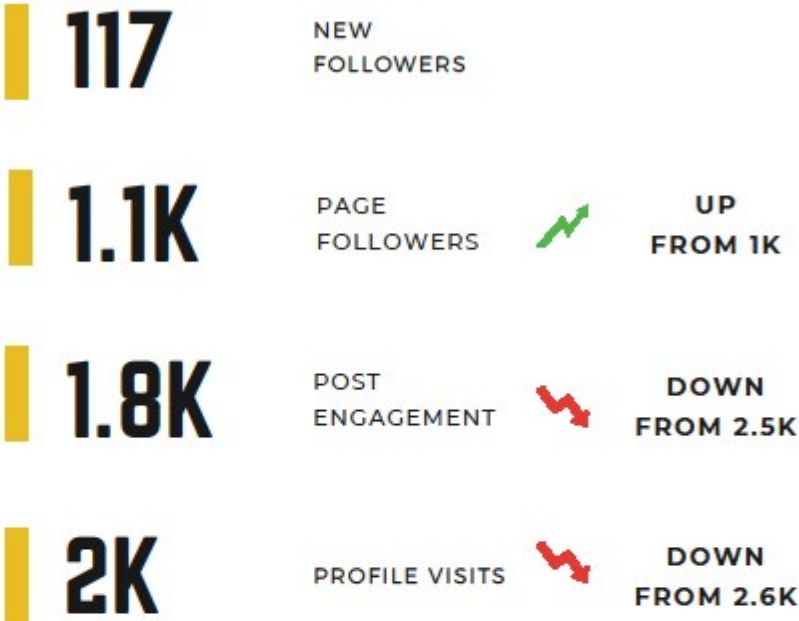 117
NEW
FOLLOWERS
1.1K
PAGE
FOLLOWERS
UP
FROM 1K
1.8K
POST
ENGAGEMENT
DOWN
FROM 2.5K
2K
PROFILE VISITS
DOWN
FROM 2.6K